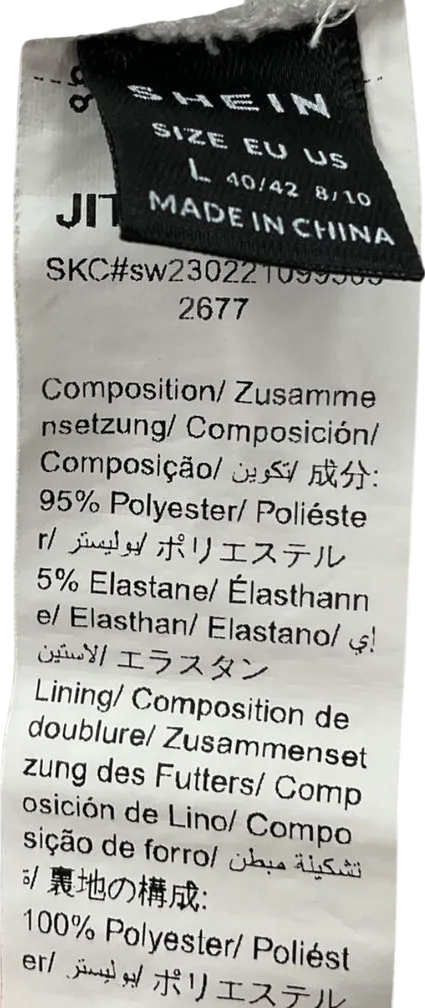 SHEIN
SIZE EU US
L 40/42 8/10
MADE IN CHINA
2677
Composition/ Zusamme
nsetzung/ Composición/
Composição/ تكوين/ 成分:
95% Polyester/ Poliéste
r/ بوليستر/ ポリエステル
5% Elastane/ Élasthann
e/ Elasthan/ Elastano/ إي
لاستين/ エラスタン
Lining/ Composition de
doublure/ Zusammenset
zung des Futters/ Comp
osición de Lino/ Compo
sição de forro/ تشكيلة مبطن
ة/ 裏地の構成:
100% Polyester/ Poliést
er/ بوليستر/ ポリエステル